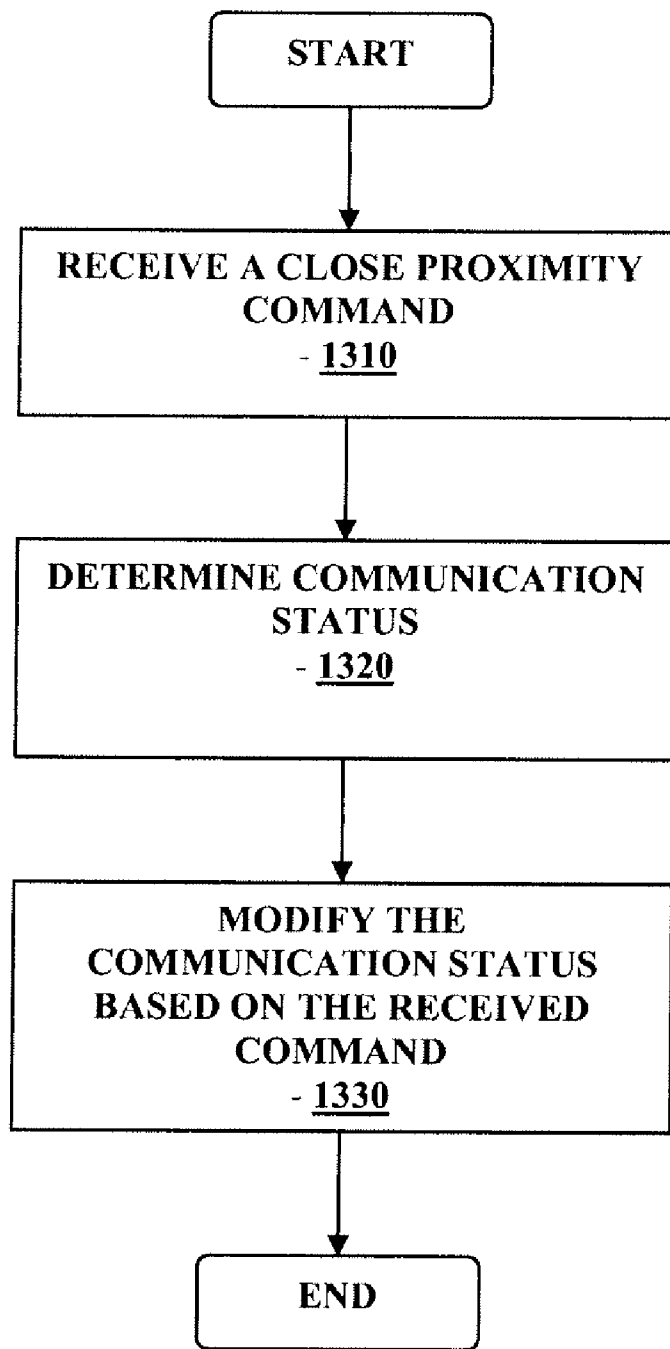 START
RECEIVE A CLOSE PROXIMITY
COMMAND
- 1310
DETERMINE COMMUNICATION
STATUS
- 1320
MODIFY THE
COMMUNICATION STATUS
BASED ON THE RECEIVED
COMMAND
- 1330
END